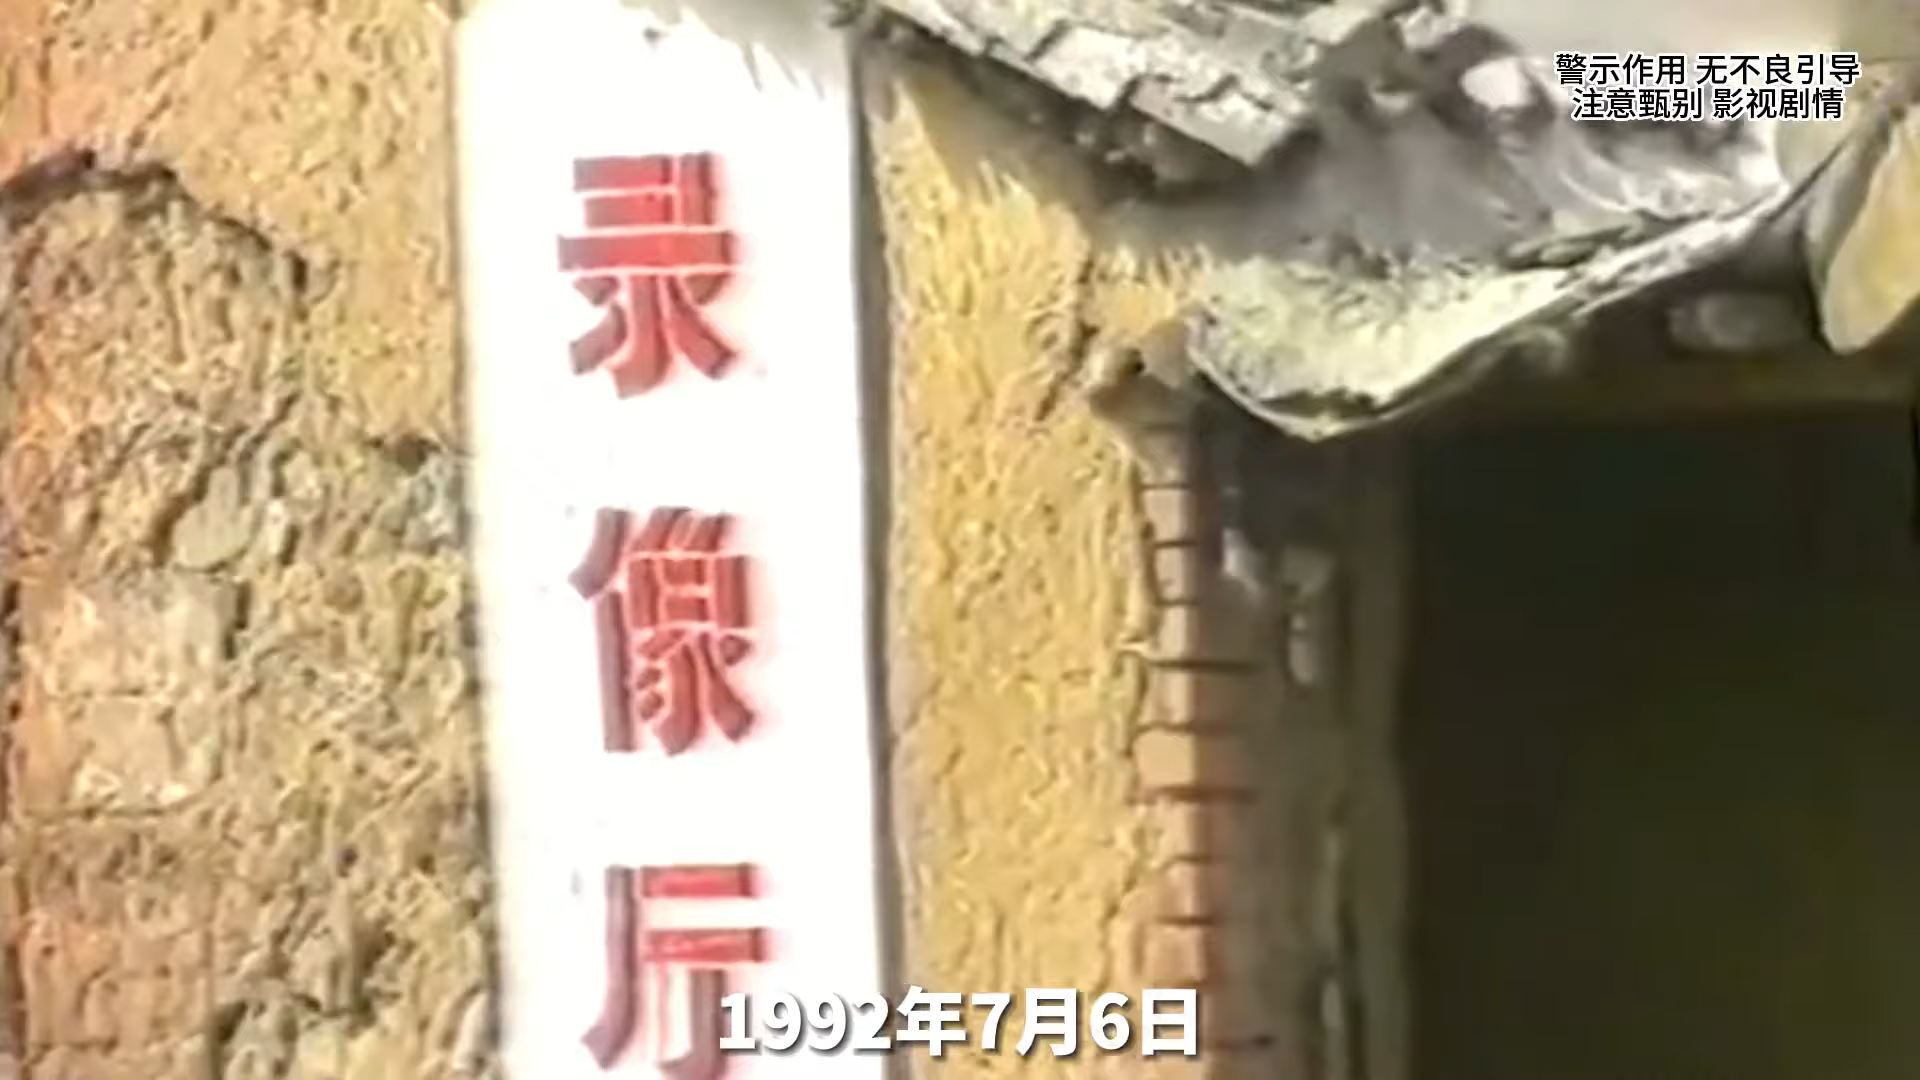 警示作用 无不良引导
注意甄别 影视剧情
录
像
厅
1992年7月6日